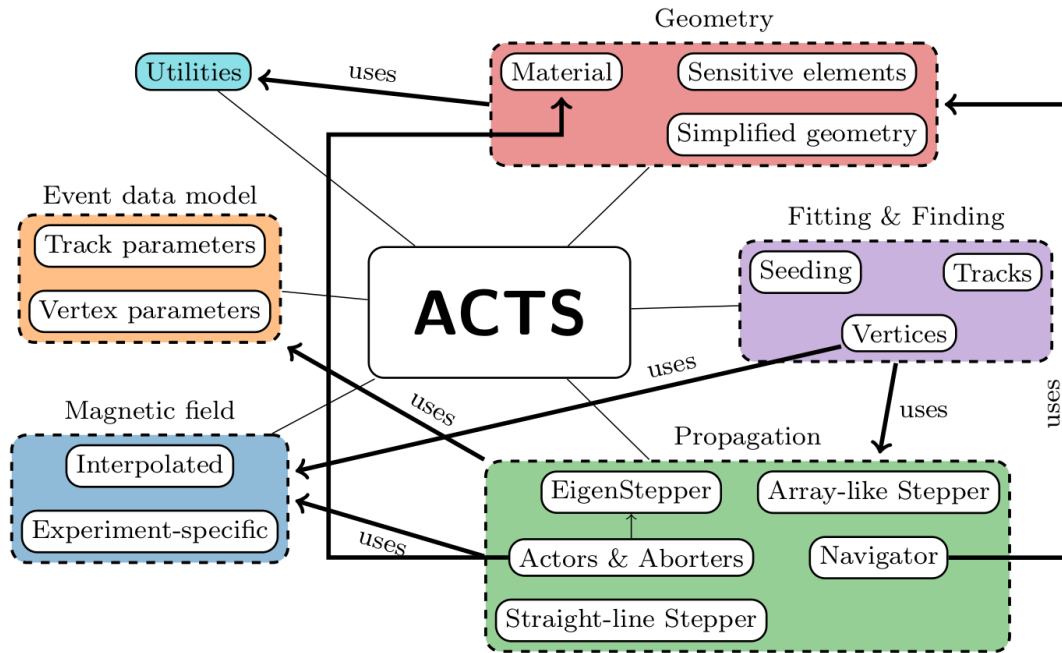 Geometry
Utilities
uses
Material
Sensitive elements
Simplified geometry
Event data model
Track parameters
Vertex parameters
ACTS
Fitting & Finding
Seeding
Tracks
Vertices
uses
uses
uses
uses
Magnetic field
Interpolated
Experiment-specific
uses
Propagation
EigenStepper
Array-like Stepper
Actors & Aborters
Navigator
Straight-line Stepper